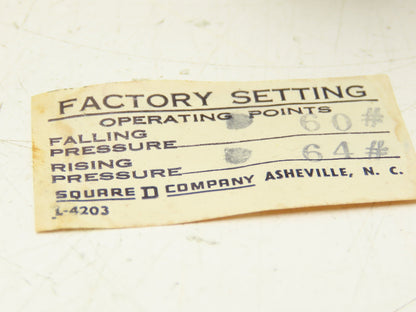 FACTORY SETTING
OPERATING POINTS
FALLING
PRESSURE 60#
RISING
PRESSURE 64#
SQUARE D COMPANY ASHEVILLE, N. C.
L-4203